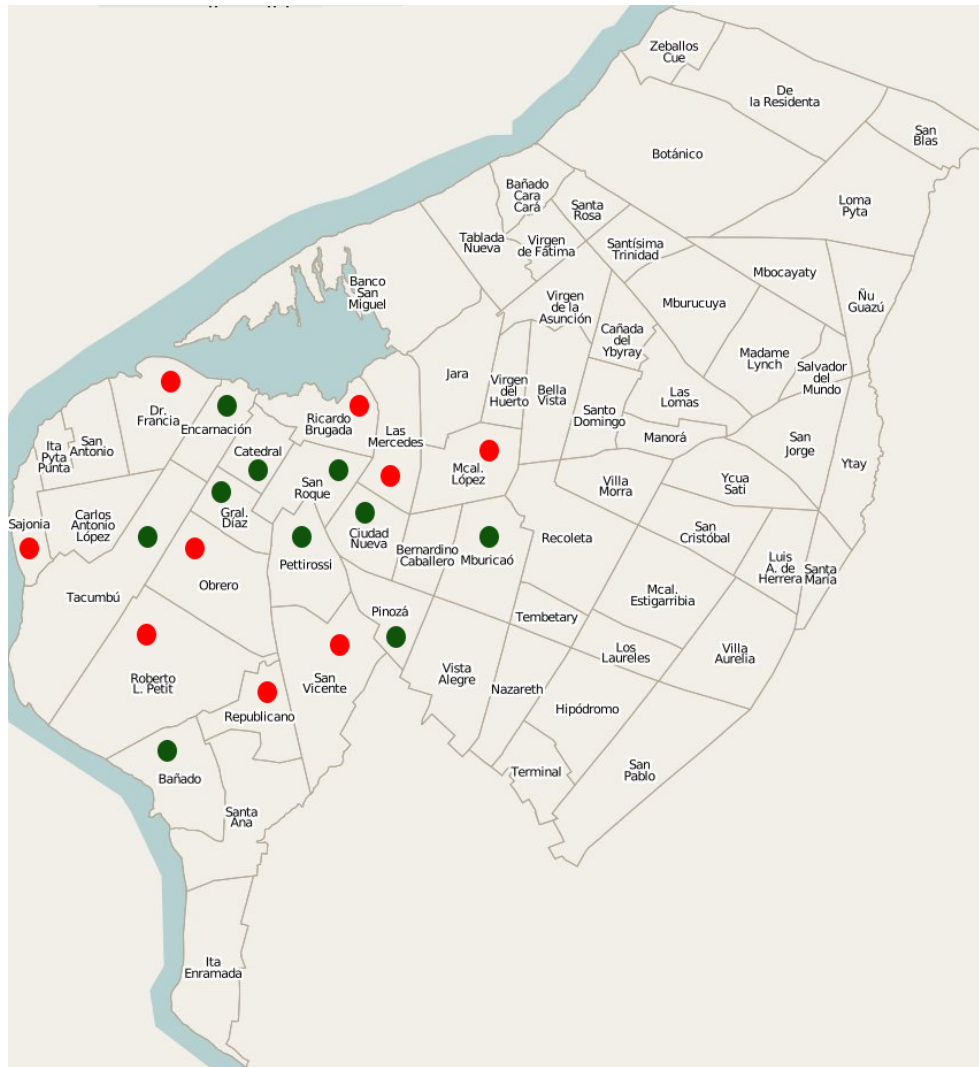 Zeballos
Cue
De
la Residenta
San
Blas
Botánico
Bañado
Cara
Cará
Santa
Rosa
Loma
Pyta
Tablada
Nueva
Virgen
de Fátima
Santísima
Trinidad
Banco
San
Miguel
Mbocayaty
Ñu
Guazú
Virgen
de la
Asunción
Mburucuya
Cañada
del
Ybyray
Madame
Lynch
Salvador
del
Mundo
Jara
Virgen
del
Huerto
Bella
Vista
Las
Lomas
Dr.
Francia
Encarnación
Ricardo
Brugada
Las
Mercedes
Santo
Domingo
Manorá
Ita
Pyta
Punta
San
Antonio
Catedral
San
Jorge
Ytay
Mcal.
López
San
Roque
Villa
Morra
Ycua
Sati
Sajonia
Carlos
Antonio
López
Gral.
Díaz
Ciudad
Nueva
San
Cristóbal
Pettirossi
Bernardino
Caballero
Mburicaó
Recoleta
Luis
A. de
Herrera
Santa
María
Obrero
Tacumbú
Mcal.
Estigarribia
Pinozá
Tembetary
Los
Laureles
Villa
Aurelia
Roberto
L. Petit
San
Vicente
Vista
Alegre
Nazareth
Republicano
Hipódromo
Bañado
Terminal
San
Pablo
Santa
Ana
Ita
Enramada